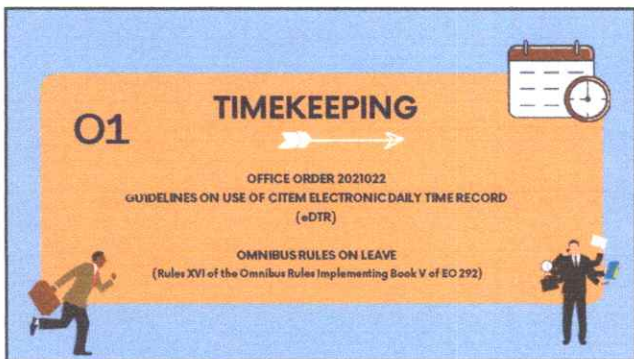 01
TIMEKEEPING
OFFICE ORDER 2021022
GUIDELINES ON USE OF CITEM ELECTRONIC DAILY TIME RECORD
(eDTR)
OMNIBUS RULES ON LEAVE
(Rules XVI of the Omnibus Rules Implementing Book V of EO 292)